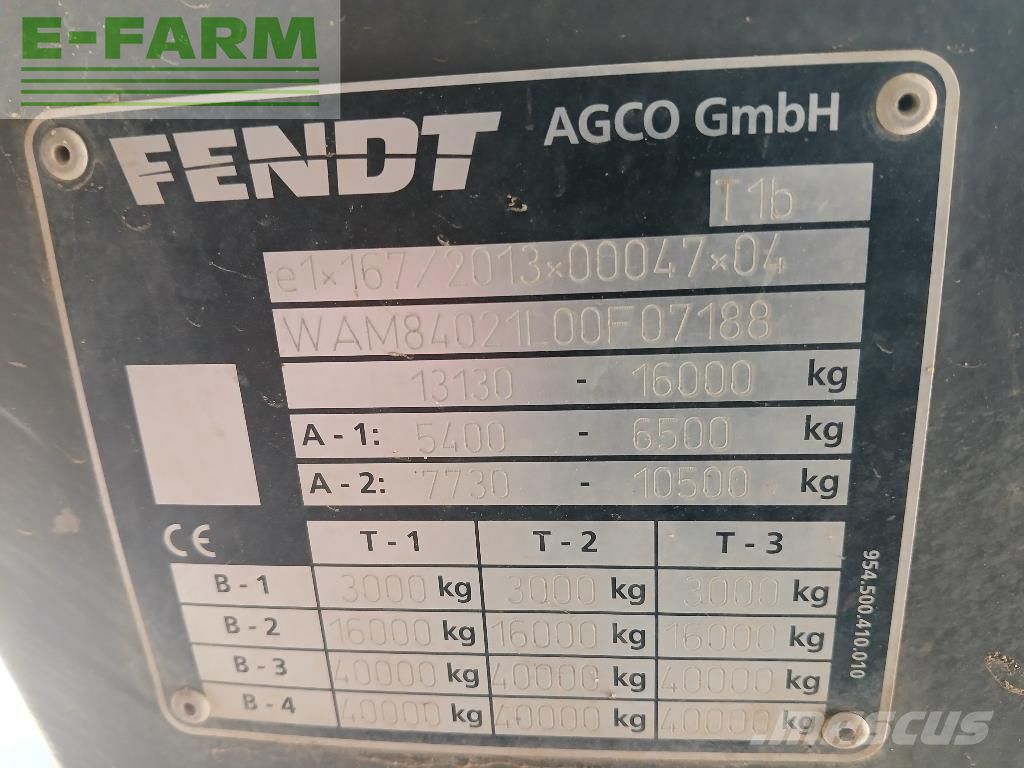 E-FARM
FENDT AGCO GmbH
T1b
e1×167/2013×00047×04
WAM84021L00F07188
13130 - 16000 kg
A - 1: 5400 - 6500 kg
A - 2: 7730 - 10500 kg
CE T - 1 T - 2 T - 3
B - 1 3000 kg 3000 kg 3000 kg
B - 2 16000 kg 16000 kg 16000 kg
B - 3 40000 kg 40000 kg 40000 kg
B - 4 40000 kg 40000 kg 40000 kg
954.500.410.010
mascus